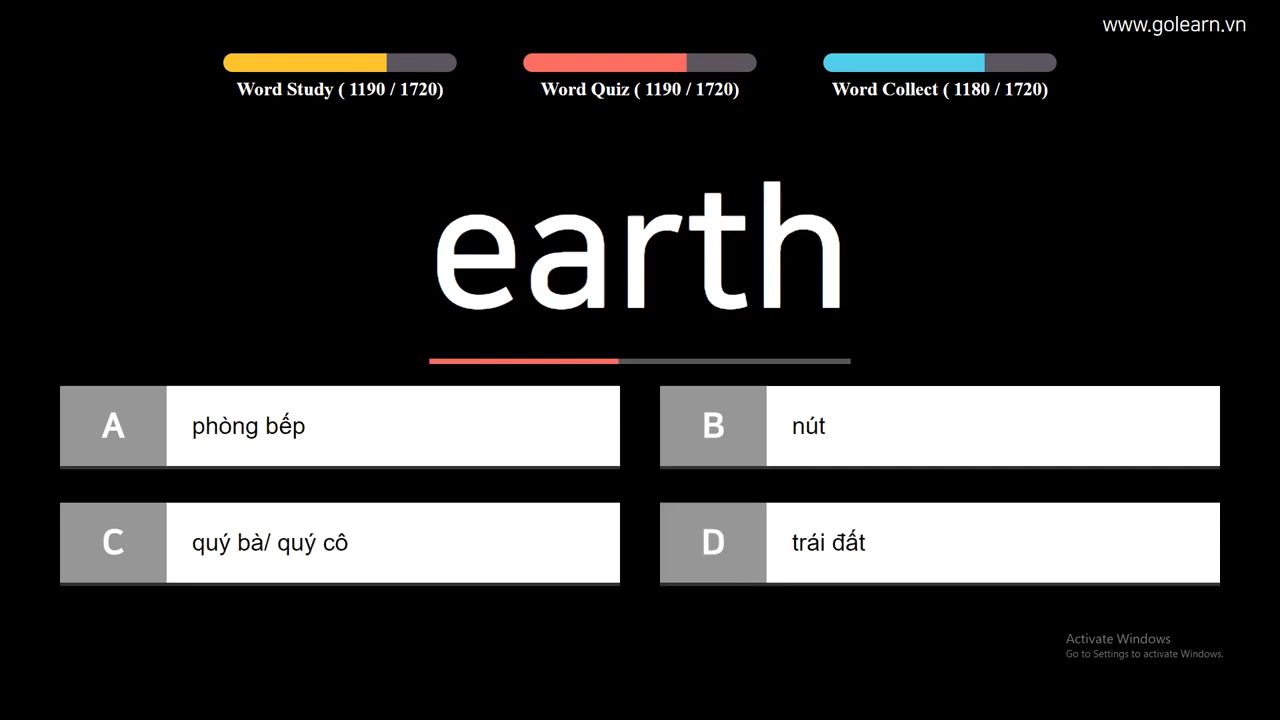 www.golearn.vn
Word Study ( 1190 / 1720)
Word Quiz ( 1190 / 1720)
Word Collect ( 1180 / 1720)
earth
A phòng bếp
B nút
C quý bà/ quý cô
D trái đất
Activate Windows
Go to Settings to activate Windows.